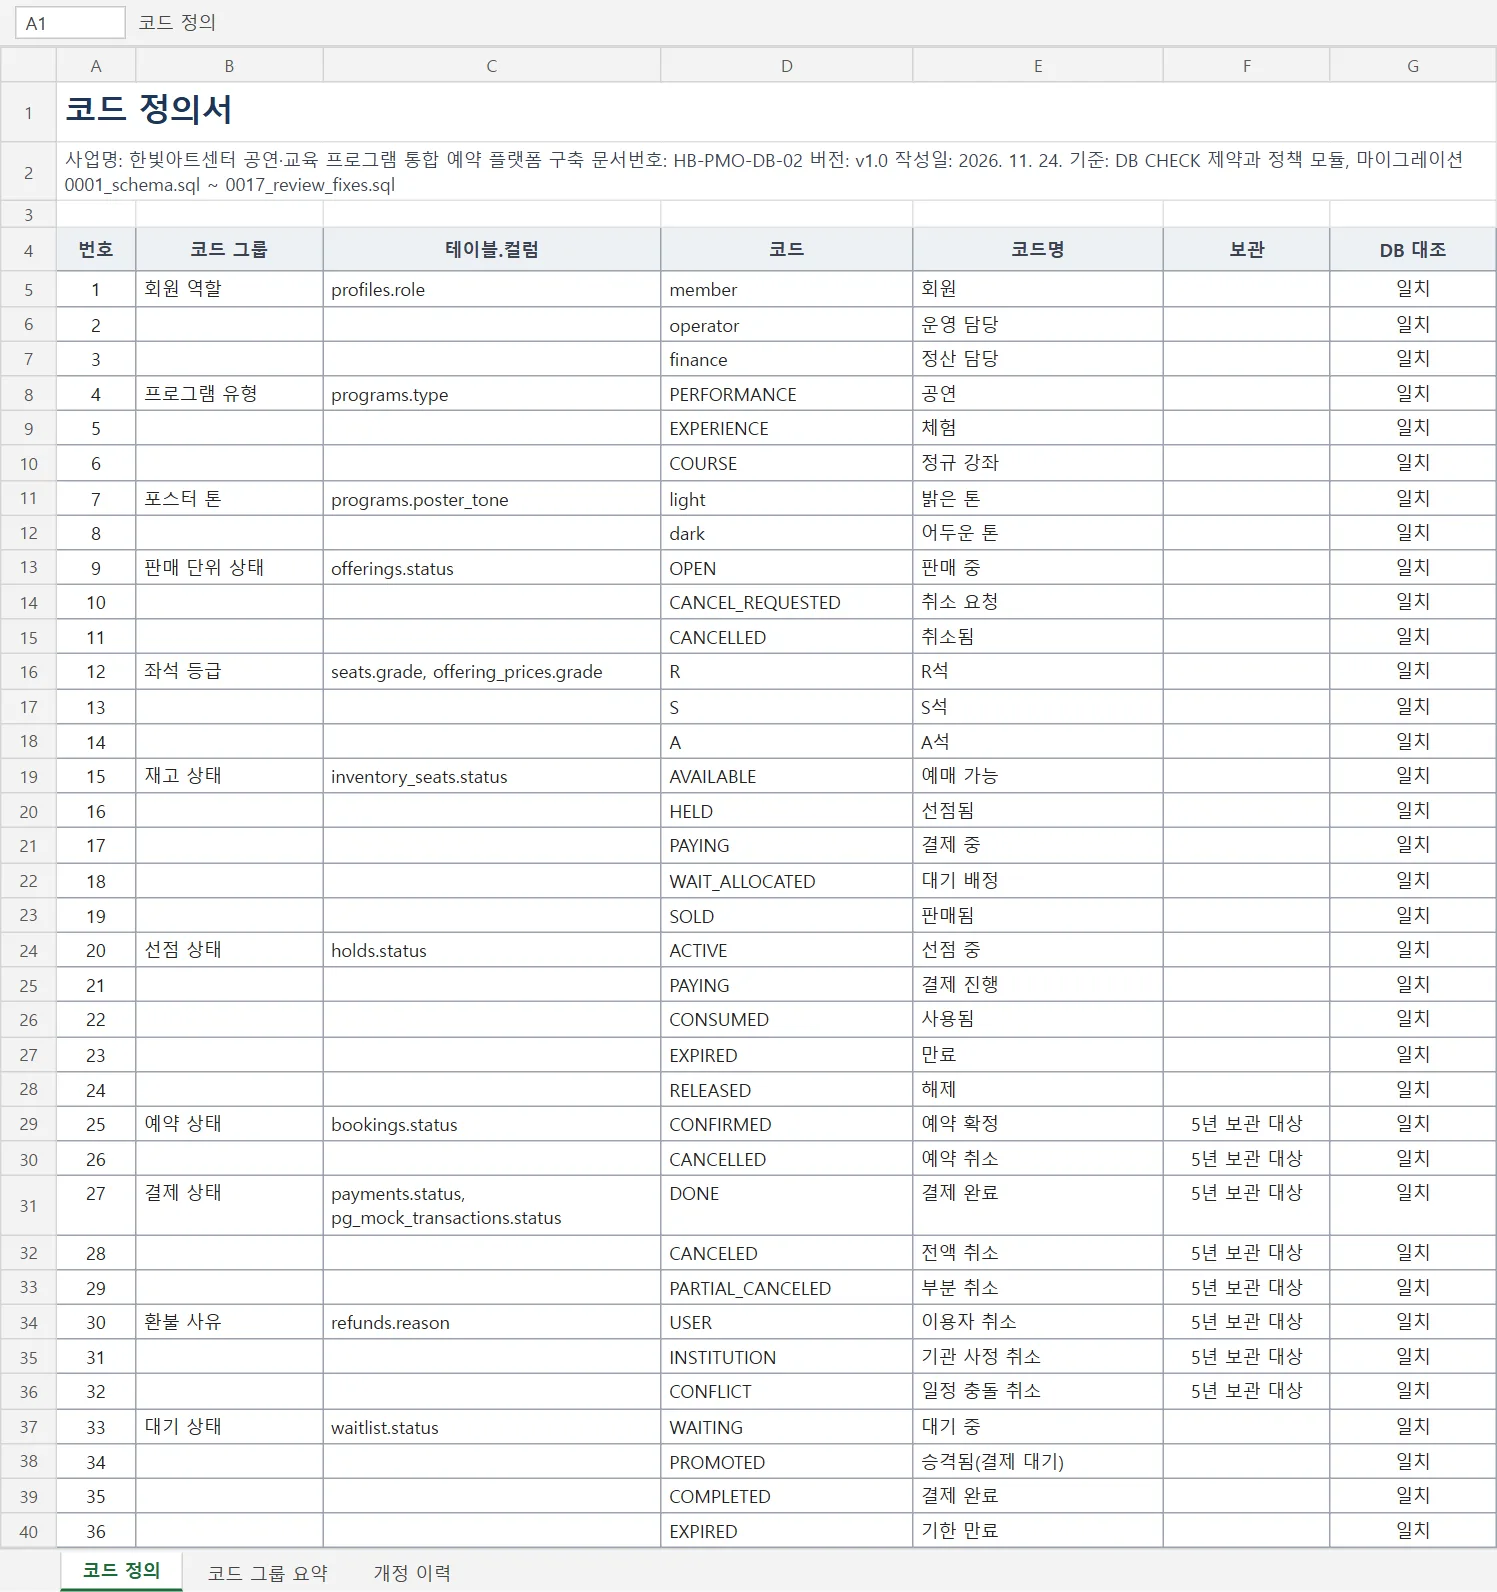 A1 코드 정의
A B C D E F G
1 코드 정의서
2 사업명: 한빛아트센터 공연·교육 프로그램 통합 예약 플랫폼 구축 문서번호: HB-PMO-DB-02 버전: v1.0 작성일: 2026. 11. 24. 기준: DB CHECK 제약과 정책 모듈, 마이그레이션
0001_schema.sql ~ 0017_review_fixes.sql
3
4 번호 코드 그룹 테이블.컬럼 코드 코드명 보관 DB 대조
5 1 회원 역할 profiles.role member 회원 일치
6 2 operator 운영 담당 일치
7 3 finance 정산 담당 일치
8 4 프로그램 유형 programs.type PERFORMANCE 공연 일치
9 5 EXPERIENCE 체험 일치
10 6 COURSE 정규 강좌 일치
11 7 포스터 톤 programs.poster_tone light 밝은 톤 일치
12 8 dark 어두운 톤 일치
13 9 판매 단위 상태 offerings.status OPEN 판매 중 일치
14 10 CANCEL_REQUESTED 취소 요청 일치
15 11 CANCELLED 취소됨 일치
16 12 좌석 등급 seats.grade, offering_prices.grade R R석 일치
17 13 S S석 일치
18 14 A A석 일치
19 15 재고 상태 inventory_seats.status AVAILABLE 예매 가능 일치
20 16 HELD 선점됨 일치
21 17 PAYING 결제 중 일치
22 18 WAIT_ALLOCATED 대기 배정 일치
23 19 SOLD 판매됨 일치
24 20 선점 상태 holds.status ACTIVE 선점 중 일치
25 21 PAYING 결제 진행 일치
26 22 CONSUMED 사용됨 일치
27 23 EXPIRED 만료 일치
28 24 RELEASED 해제 일치
29 25 예약 상태 bookings.status CONFIRMED 예약 확정 5년 보관 대상 일치
30 26 CANCELLED 예약 취소 5년 보관 대상 일치
31 27 결제 상태 payments.status, DONE 결제 완료 5년 보관 대상 일치
pg_mock_transactions.status
32 28 CANCELED 전액 취소 5년 보관 대상 일치
33 29 PARTIAL_CANCELED 부분 취소 5년 보관 대상 일치
34 30 환불 사유 refunds.reason USER 이용자 취소 5년 보관 대상 일치
35 31 INSTITUTION 기관 사정 취소 5년 보관 대상 일치
36 32 CONFLICT 일정 충돌 취소 5년 보관 대상 일치
37 33 대기 상태 waitlist.status WAITING 대기 중 일치
38 34 PROMOTED 승격됨(결제 대기) 일치
39 35 COMPLETED 결제 완료 일치
40 36 EXPIRED 기한 만료 일치
코드 정의 코드 그룹 요약 개정 이력